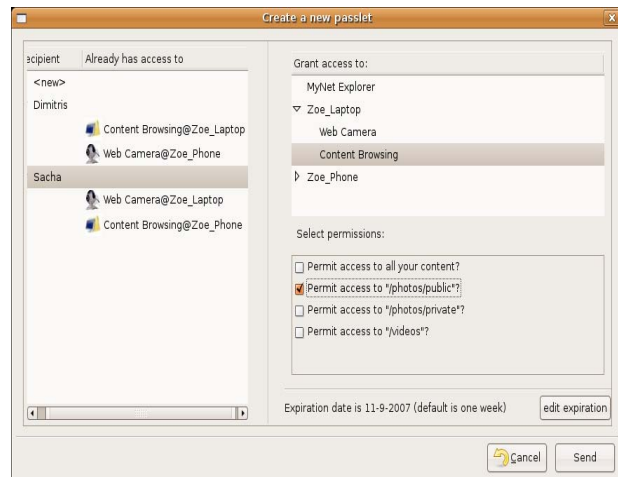 Create a new passlet
ecipient Already has access to
<new>
Dimitris
Content Browsing@Zoe_Laptop
Web Camera@Zoe_Phone
Sacha
Web Camera@Zoe_Laptop
Content Browsing@Zoe_Phone
Grant access to:
MyNet Explorer
Zoe_Laptop
Web Camera
Content Browsing
Zoe_Phone
Select permissions:
Permit access to all your content?
Permit access to "/photos/public"?
Permit access to "/photos/private"?
Permit access to "/videos"?
Expiration date is 11-9-2007 (default is one week)
edit expiration
Cancel
Send